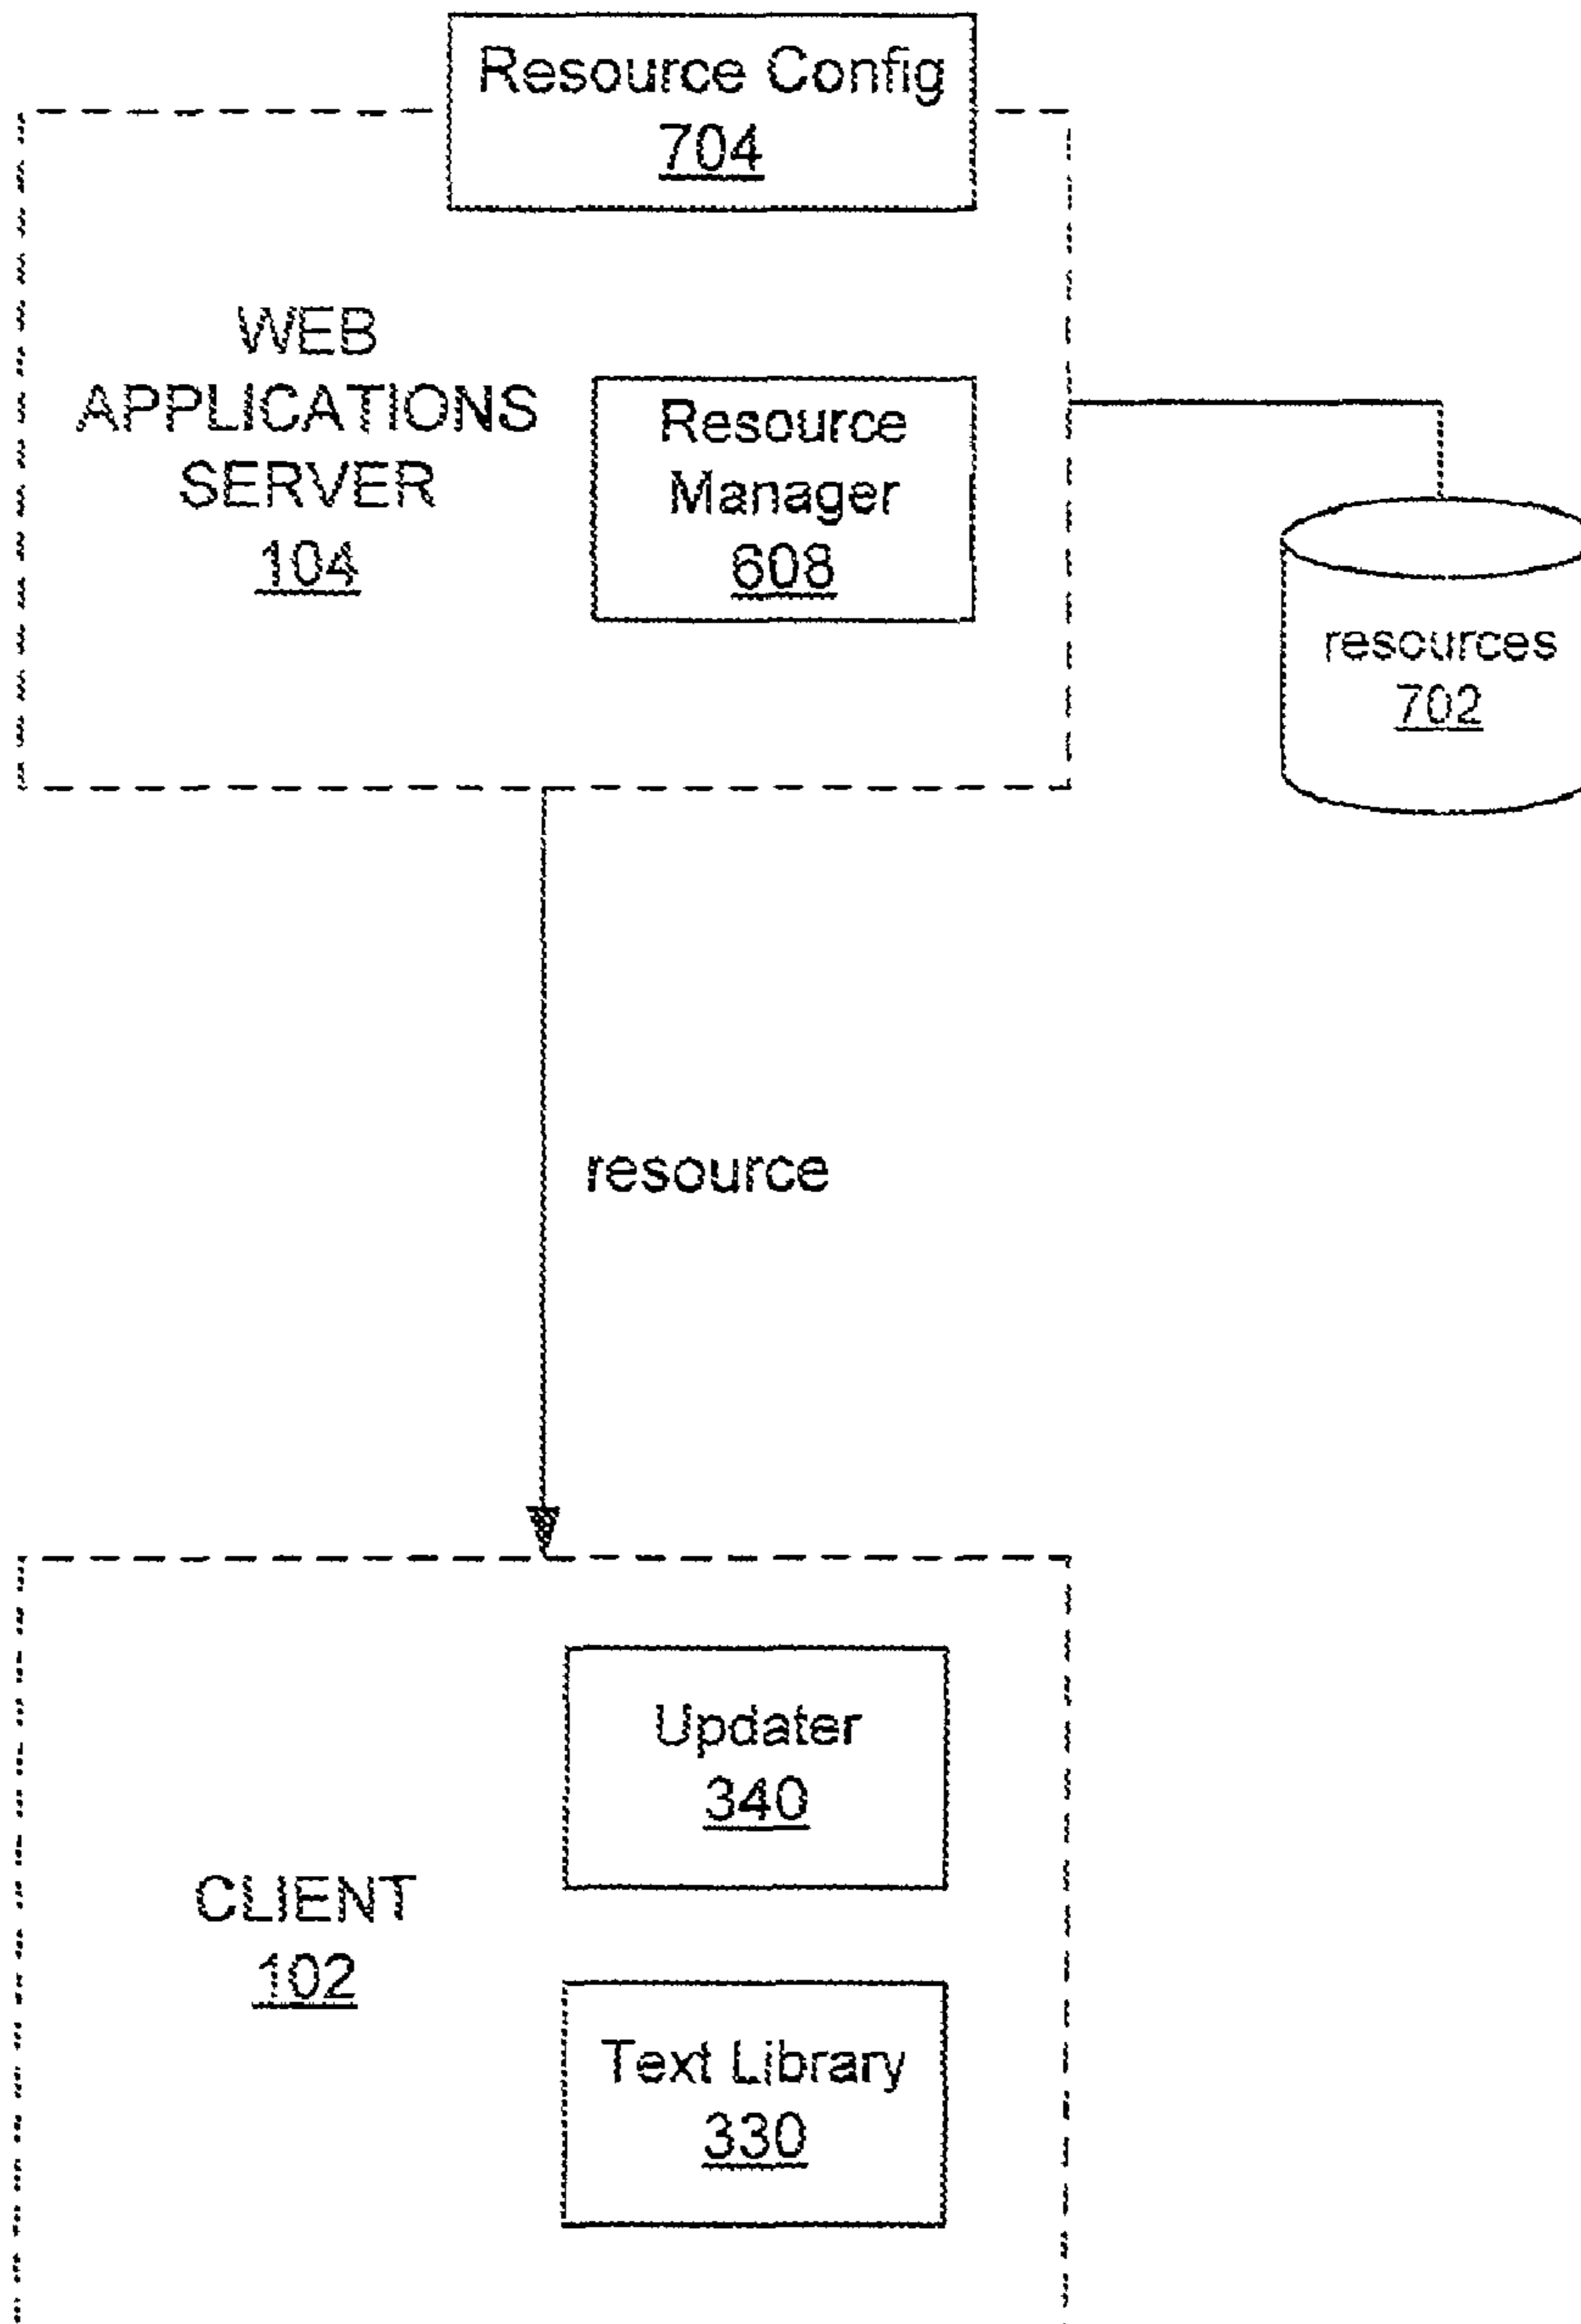 Resource Config
704
WEB
APPLICATIONS
SERVER
104
Resource
Manager
608
resources
702
resource
Updater
340
CLIENT
102
Text Library
330